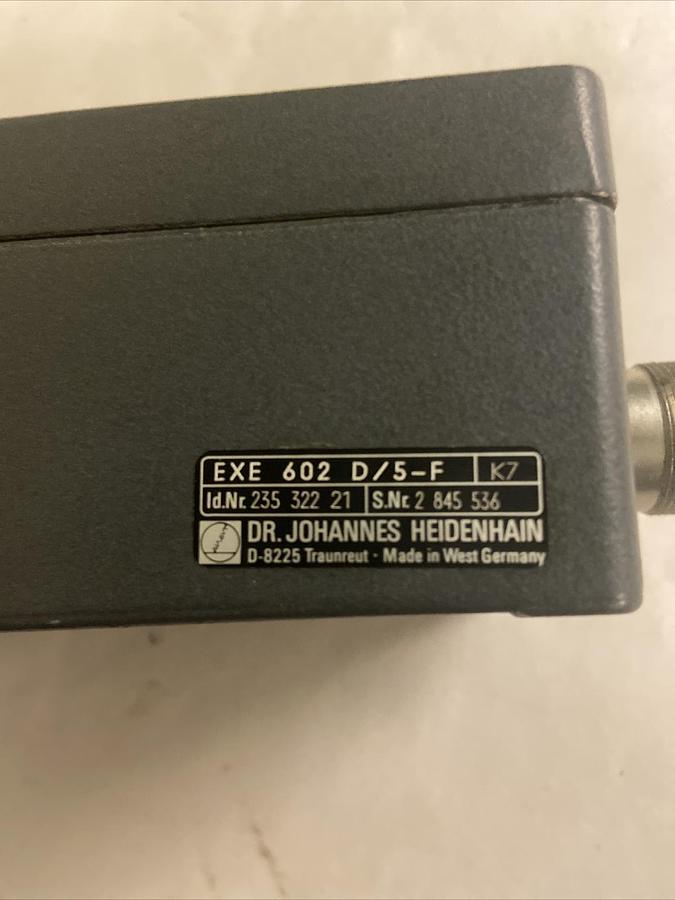 EXE 602 D/5-F K7
Id.Nr. 235 322 21 S.Nr. 2 845 536
DR. JOHANNES HEIDENHAIN
D-8225 Traunreut · Made in West Germany